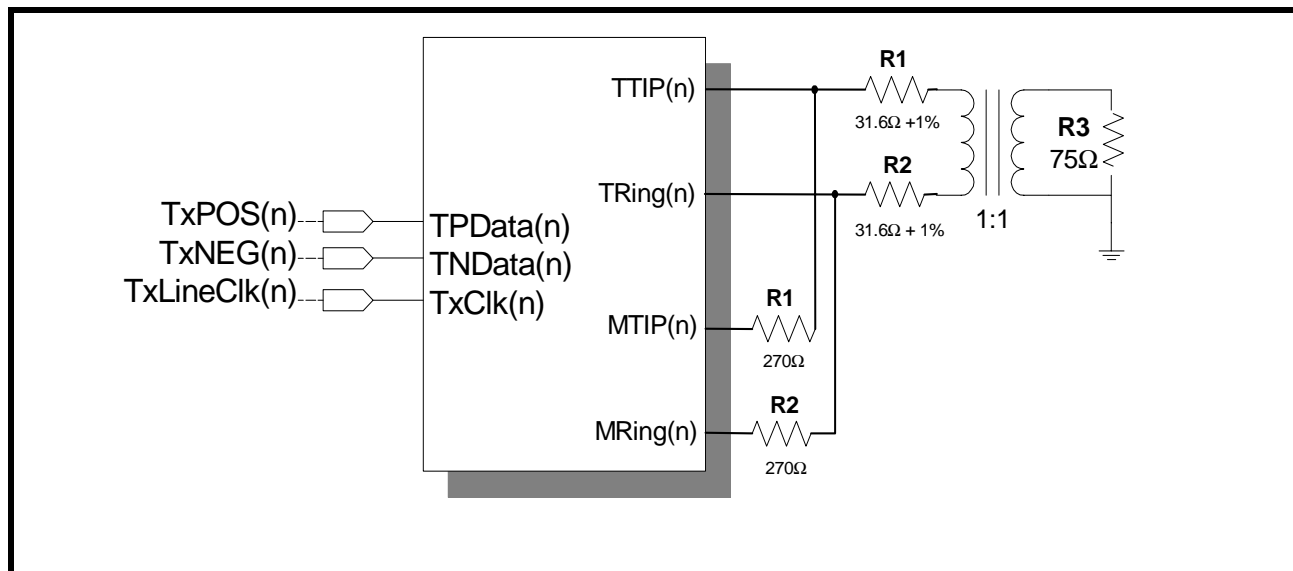 R1
TTIP(n)
31.6Ω +1%
R3
75Ω
R2
TRing(n)
31.6Ω + 1%
1:1
TxPOS(n)
TPData(n)
TxNEG(n)
TNData(n)
TxLineClk(n)
TxClk(n)
R1
MTIP(n)
270Ω
R2
MRing(n)
270Ω